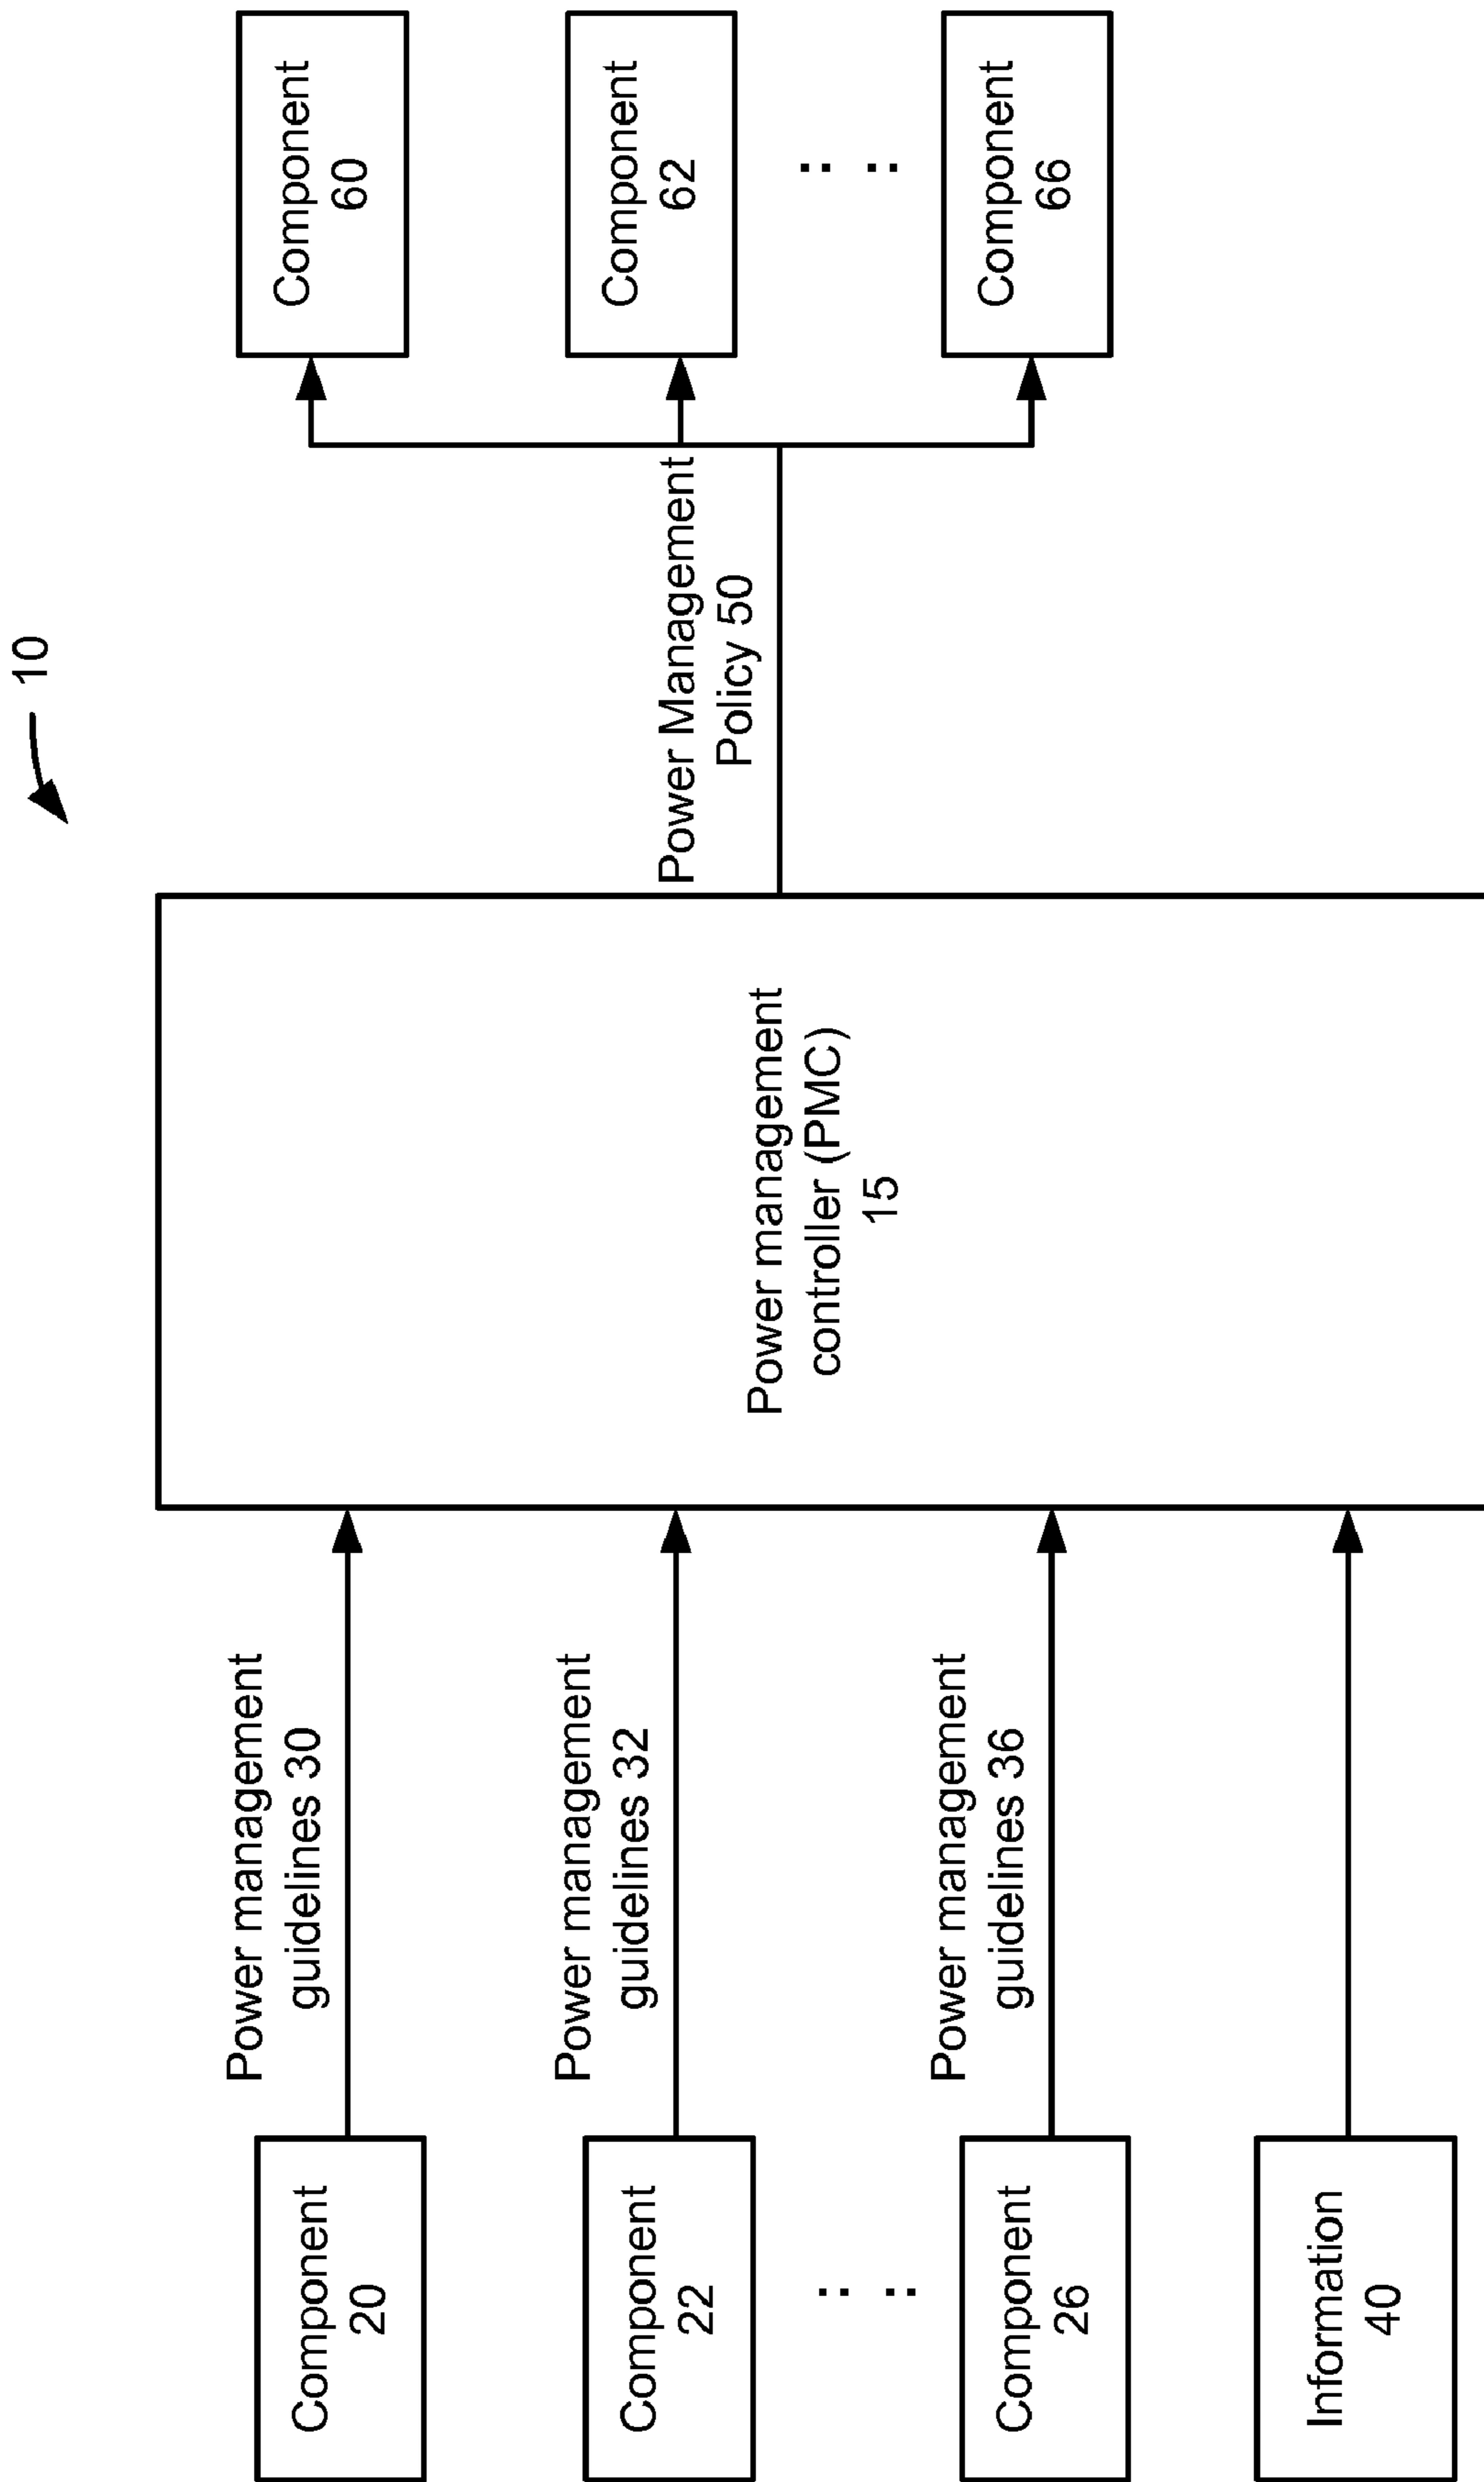 10
Component
20
Power management
guidelines 30
Component
22
Power management
guidelines 32
: :
Component
26
Power management
guidelines 36
Information
40
Power management
controller (PMC)
15
Power Management
Policy 50
Component
60
Component
62
: :
Component
66